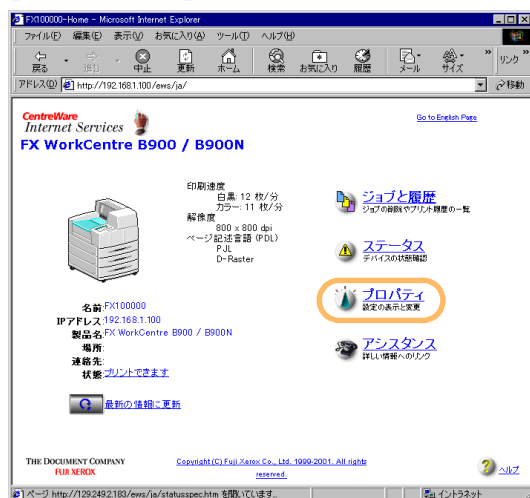 FX100000-Home - Microsoft Internet Explorer
ファイル(F) 編集(E) 表示(V) お気に入り(A) ツール(T) ヘルプ(H)
戻る 進む 中止 更新 ホーム 検索 お気に入り 履歴 メール サイズ » リンク »
アドレス(D) http://192.168.1.100/ews/ja/ 移動
CentreWare
Internet Services
Go to English Page
FX WorkCentre B900 / B900N
印刷速度
白黒: 12 枚/分
カラー: 11 枚/分
解像度
800 x 800 dpi
ページ記述言語 (PDL)
PJL
D-Raster
ジョブと履歴
ジョブの削除やプリント履歴の一覧
ステータス
デバイスの状態確認
プロパティ
設定の表示と変更
アシスタンス
詳しい情報へのリンク
名前: FX100000
IPアドレス: 192.168.1.100
製品名: FX WorkCentre B900 / B900N
場所:
連絡先:
状態: プリントできます
最新の情報に更新
THE DOCUMENT COMPANY
FUJI XEROX
Copyright (C) Fuji Xerox Co., Ltd. 1999-2001. All rights
reserved.
ヘルプ
ページ http://129.249.2.183/ews/ja/statusspec.htm を開いています... イントラネット